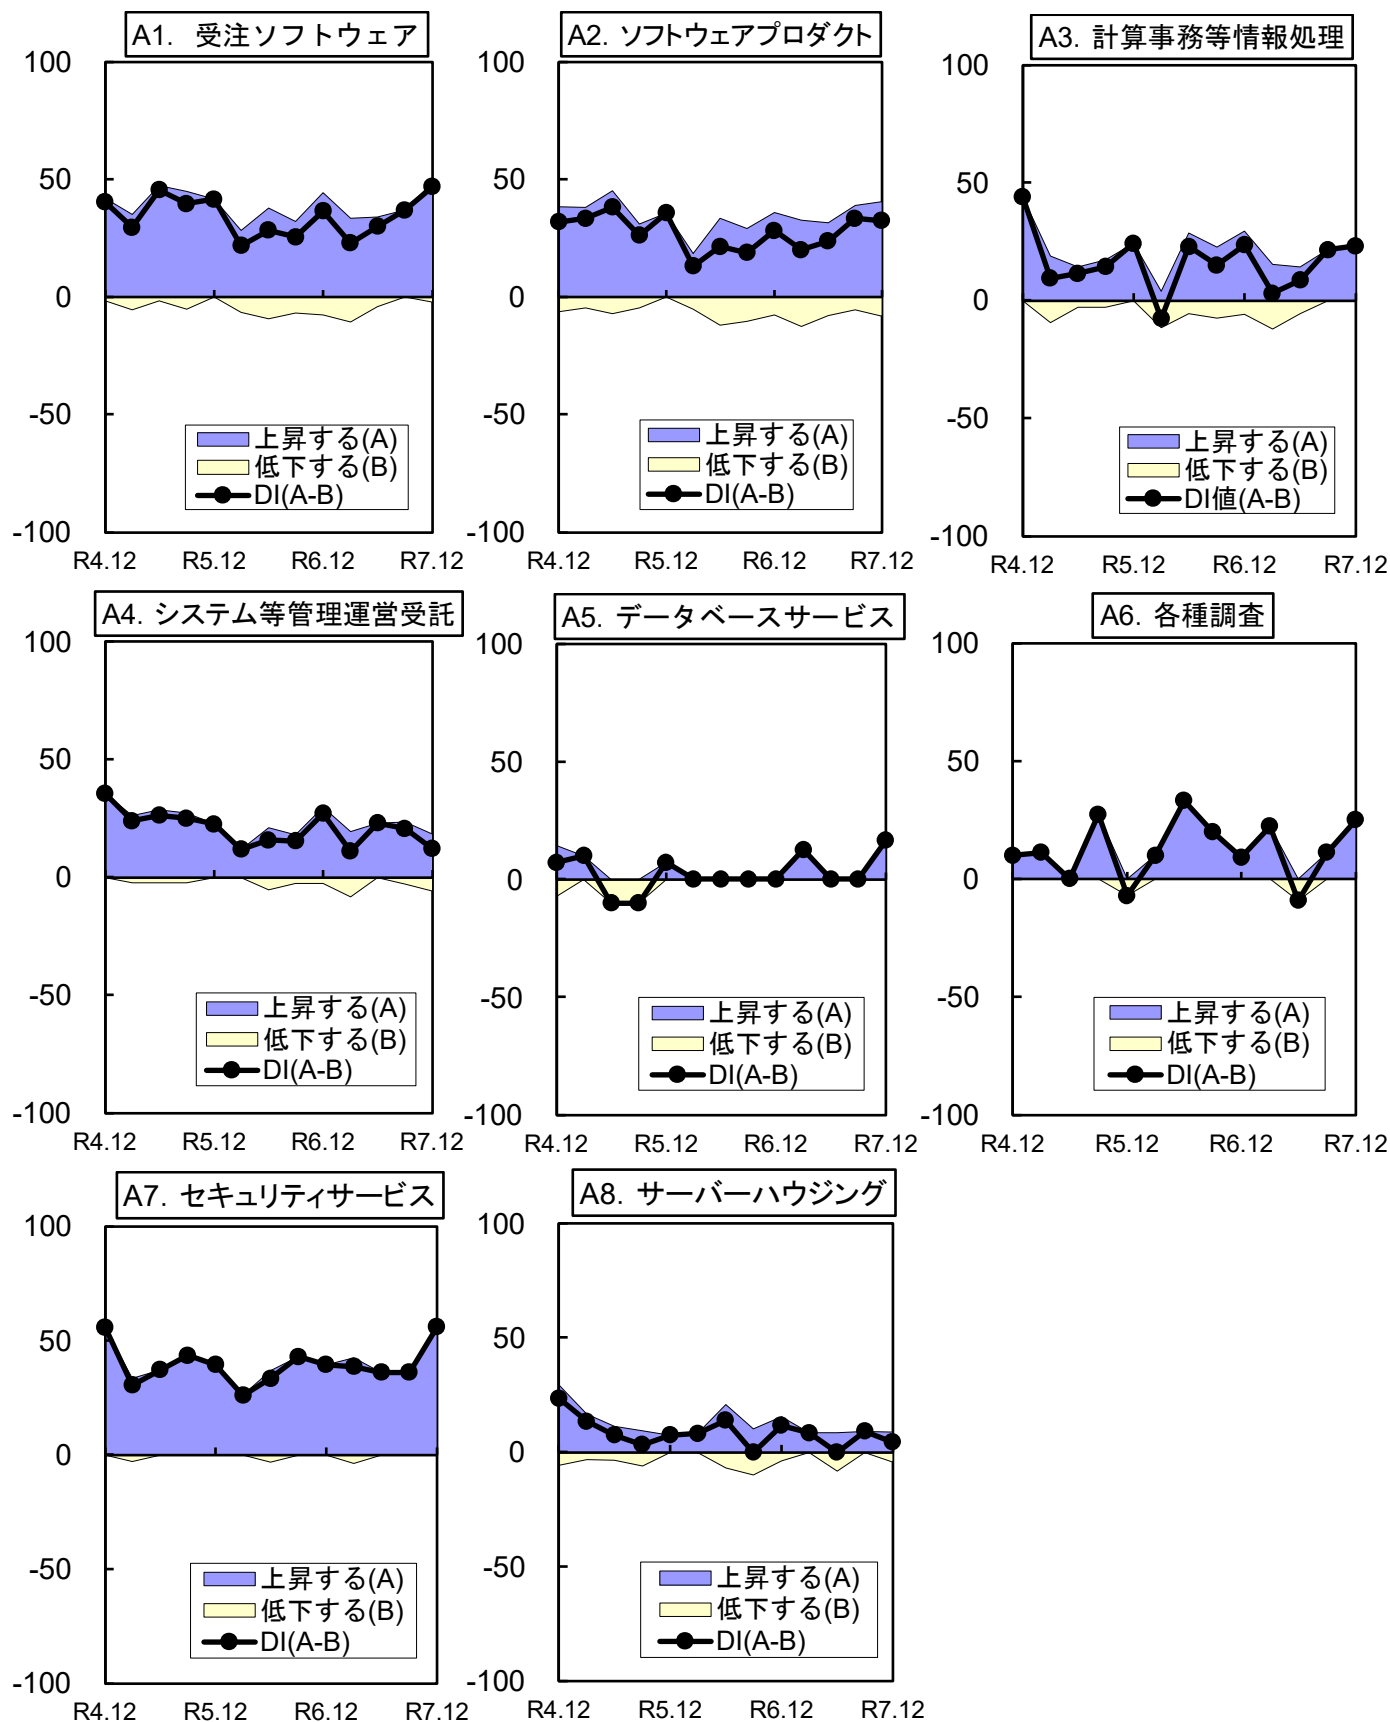 A1. 受注ソフトウェア
100
50
0
-50
-100
上昇する(A)
低下する(B)
DI(A-B)
R4.12 R5.12 R6.12 R7.12
A2. ソフトウェアプロダクト
100
50
0
-50
-100
上昇する(A)
低下する(B)
DI(A-B)
R4.12 R5.12 R6.12 R7.12
A3. 計算事務等情報処理
100
50
0
-50
-100
上昇する(A)
低下する(B)
DI値(A-B)
R4.12 R5.12 R6.12 R7.12
A4. システム等管理運営受託
100
50
0
-50
-100
上昇する(A)
低下する(B)
DI(A-B)
R4.12 R5.12 R6.12 R7.12
A5. データベースサービス
100
50
0
-50
-100
上昇する(A)
低下する(B)
DI(A-B)
R4.12 R5.12 R6.12 R7.12
A6. 各種調査
100
50
0
-50
-100
上昇する(A)
低下する(B)
DI(A-B)
R4.12 R5.12 R6.12 R7.12
A7. セキュリティサービス
100
50
0
-50
-100
上昇する(A)
低下する(B)
DI(A-B)
R4.12 R5.12 R6.12 R7.12
A8. サーバーハウジング
100
50
0
-50
-100
上昇する(A)
低下する(B)
DI(A-B)
R4.12 R5.12 R6.12 R7.12